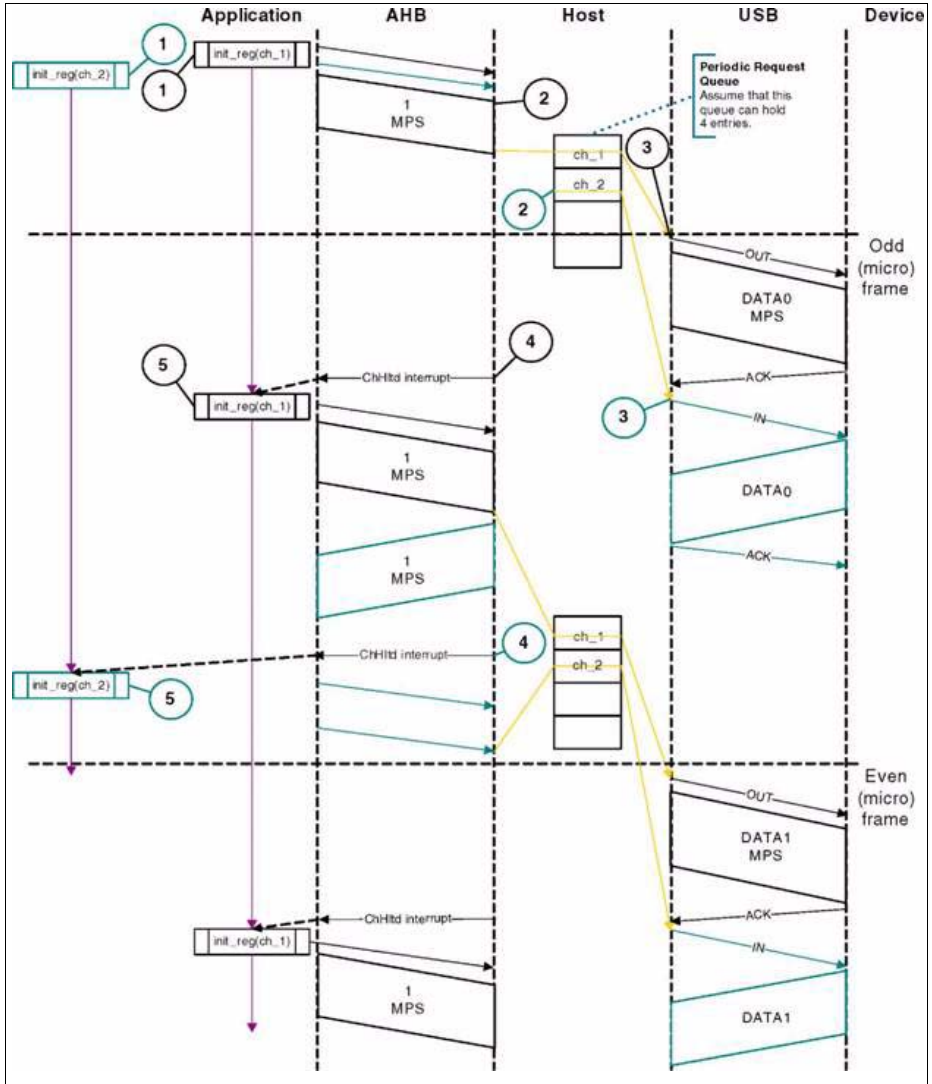 Application AHB Host USB Device
1
init_reg(ch_1)
init_reg(ch_2)
1
Periodic Request
Queue
Assume that this
queue can hold
4 entries.
2
1
MPS
3
ch_1
ch_2
2
Odd
(micro)
frame
OUT
DATA0
MPS
4
5
ChHltd interrupt
ACK
init_reg(ch_1)
3
IN
1
MPS
DATA0
ACK
1
MPS
4
ch_1
ChHltd interrupt
ch_2
init_reg(ch_2)
5
Even
(micro)
frame
OUT
DATA1
MPS
ChHltd interrupt
ACK
init_reg(ch_1)
IN
1
MPS
DATA1